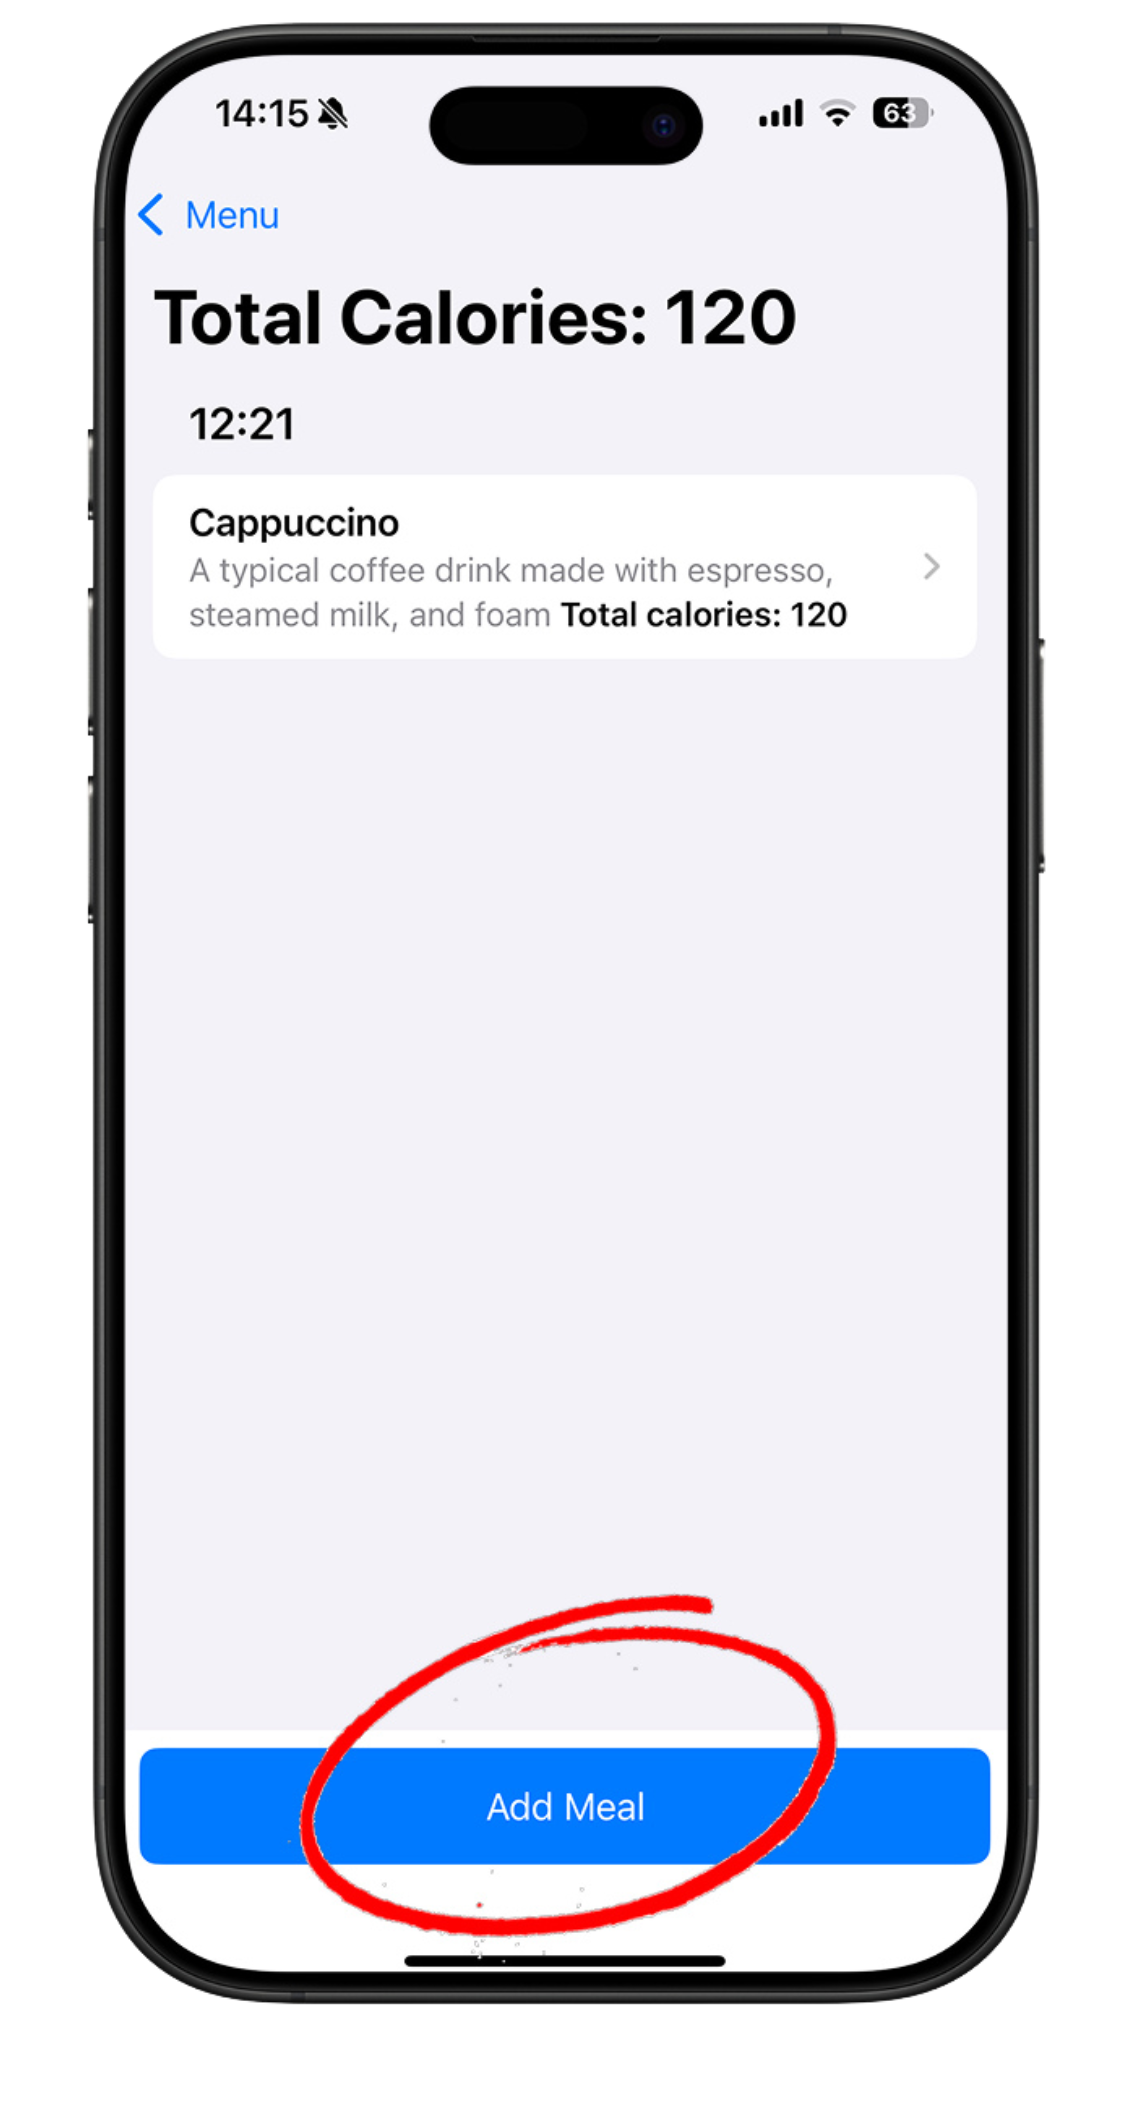 14:15
63
Menu
Total Calories: 120
12:21
Cappuccino
A typical coffee drink made with espresso,
steamed milk, and foam Total calories: 120
Add Meal